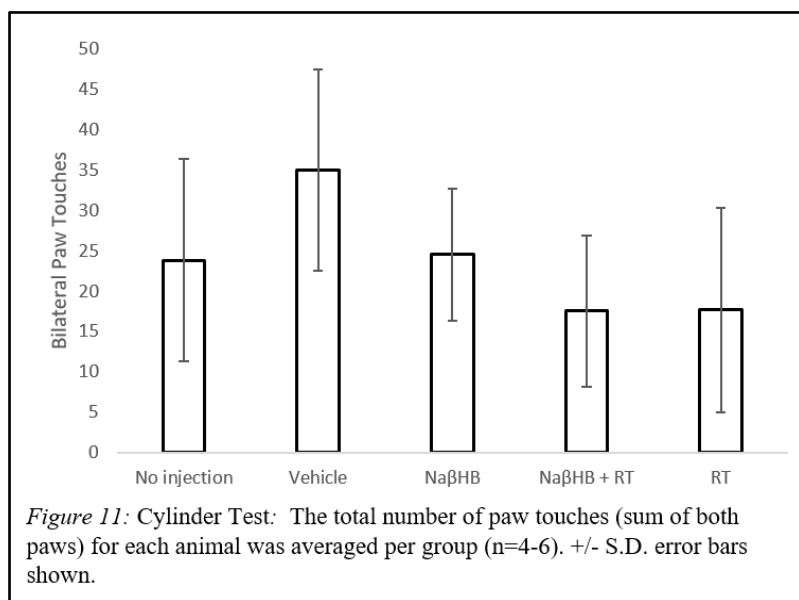 50
45
40
35
30
25
20
15
10
5
0
Bilateral Paw Touches
No injection Vehicle NaβHB NaβHB + RT RT
Figure 11: Cylinder Test: The total number of paw touches (sum of both
paws) for each animal was averaged per group (n=4-6). +/- S.D. error bars
shown.